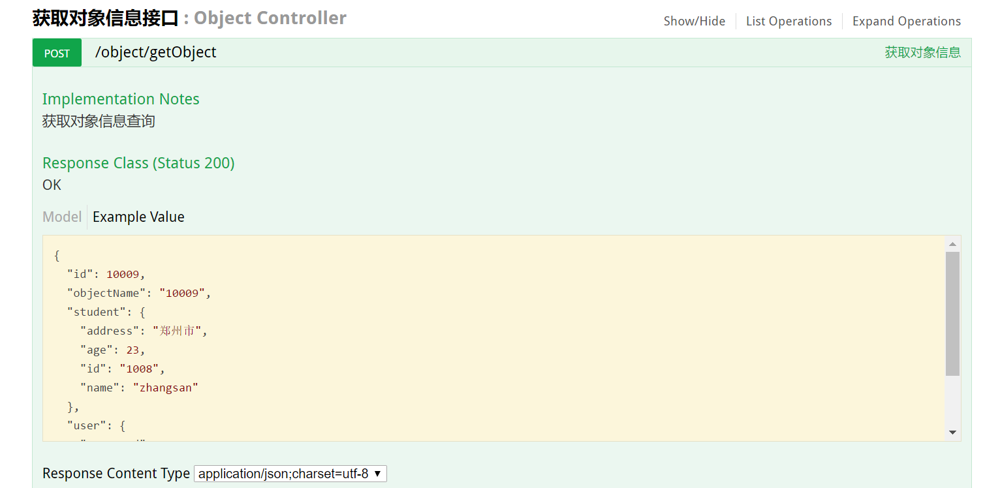 获取对象信息接口 : Object Controller
Show/Hide List Operations Expand Operations
POST /object/getObject 获取对象信息
Implementation Notes
获取对象信息查询
Response Class (Status 200)
OK
Model Example Value
{
"id": 10009,
"objectName": "10009",
"student": {
"address": "郑州市",
"age": 23,
"id": "1008",
"name": "zhangsan"
},
"user": {
Response Content Type application/json;charset=utf-8